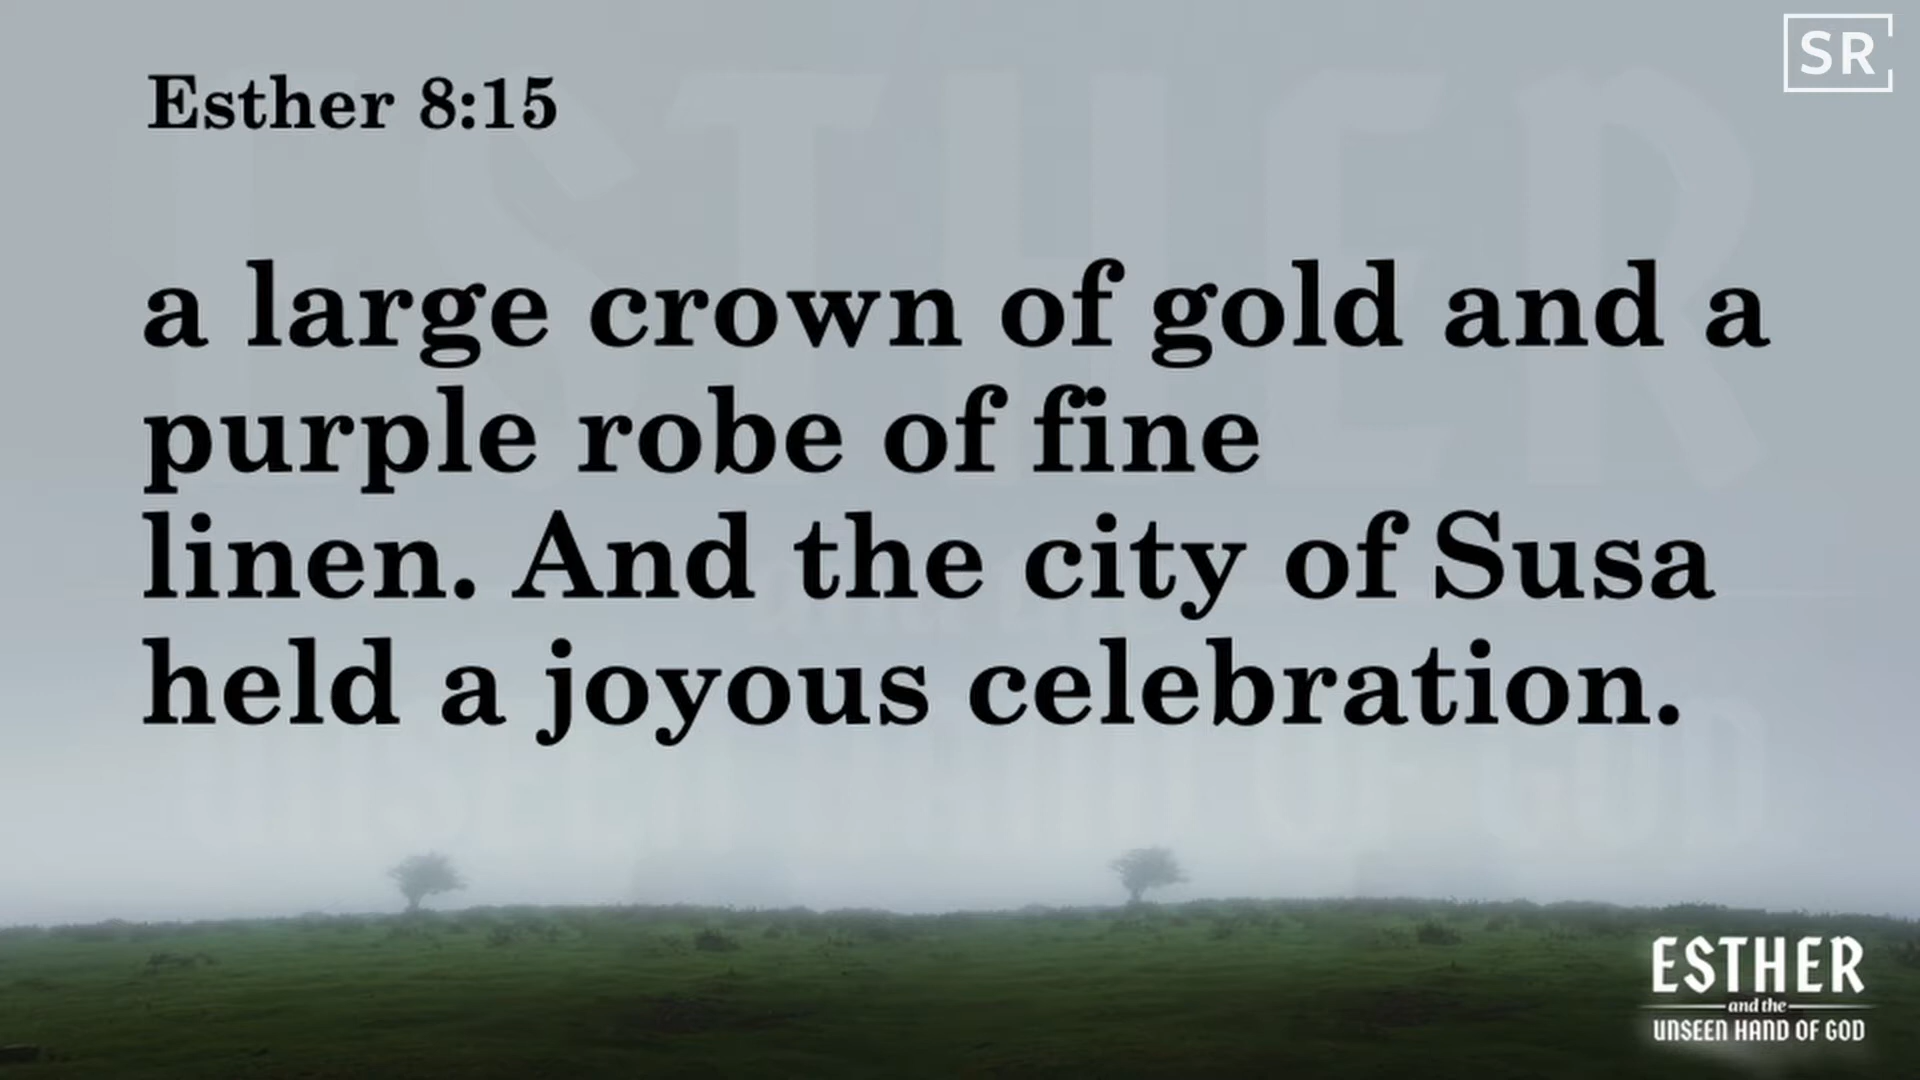 SR
Esther 8:15
a large crown of gold and a
purple robe of fine
linen. And the city of Susa
held a joyous celebration.
ESTHER
and the
UNSEEN HAND OF GOD